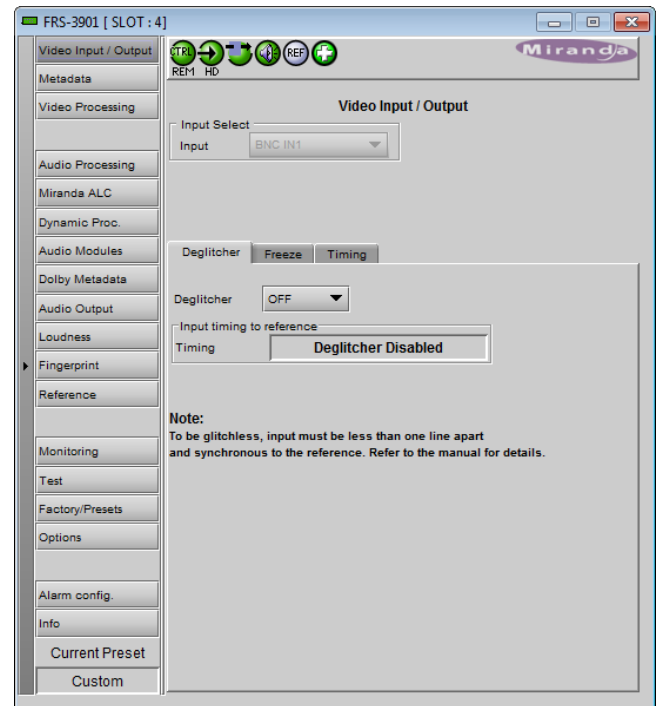 FRS-3901 [ SLOT : 4]
Video Input / Output
Metadata
Video Processing
Audio Processing
Miranda ALC
Dynamic Proc.
Audio Modules
Dolby Metadata
Audio Output
Loudness
Fingerprint
Reference
Monitoring
Test
Factory/Presets
Options
Alarm config.
Info
Current Preset
Custom
CTRL REF
REM HD
Miranda
Video Input / Output
Input Select
Input BNC IN1
Deglitcher Freeze Timing
Deglitcher OFF
Input timing to reference
Timing Deglitcher Disabled
Note:
To be glitchless, input must be less than one line apart
and synchronous to the reference. Refer to the manual for details.